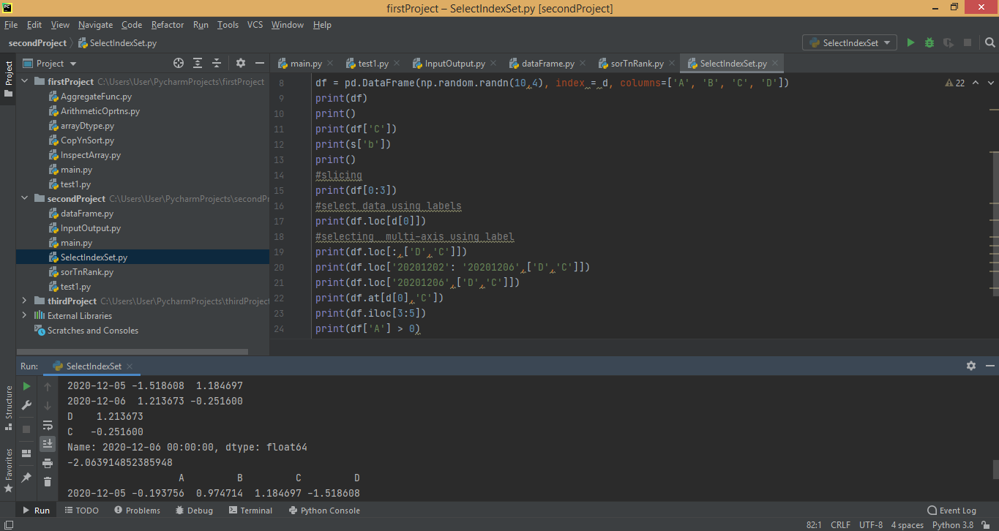 firstProject – SelectIndexSet.py [secondProject]
File Edit View Navigate Code Refactor Run Tools VCS Window Help
secondProject SelectIndexSet.py
SelectIndexSet
Project
Project
main.py test1.py InputOutput.py dataFrame.py sorTnRank.py SelectIndexSet.py
firstProject C:\Users\User\PycharmProjects\firstProject
AggregateFunc.py
ArithmeticOprtns.py
arrayDtype.py
CopYnSort.py
InspectArray.py
main.py
test1.py
secondProject C:\Users\User\PycharmProjects\secondPr
dataFrame.py
InputOutput.py
main.py
SelectIndexSet.py
sorTnRank.py
test1.py
thirdProject C:\Users\User\PycharmProjects\thirdProject
External Libraries
Scratches and Consoles
22
8 df = pd.DataFrame(np.random.randn(10,4), index = d, columns=['A', 'B', 'C', 'D'])
9 print(df)
10 print()
11 print(df['C'])
12 print(s['b'])
13 print()
14 #slicing
15 print(df[0:3])
16 #select data using labels
17 print(df.loc[d[0]])
18 #selecting  multi-axis using label
19 print(df.loc[:,['D','C']])
20 print(df.loc['20201202': '20201206',['D','C']])
21 print(df.loc['20201206',['D','C']])
22 print(df.at[d[0],'C'])
23 print(df.iloc[3:5])
24 print(df['A'] > 0)
Run: SelectIndexSet
2020-12-05 -1.518608  1.184697
2020-12-06  1.213673 -0.251600
D    1.213673
C   -0.251600
Name: 2020-12-06 00:00:00, dtype: float64
-2.063914852385948
A         B         C         D
2020-12-05 -0.193756  0.974714  1.184697 -1.518608
Structure
Favorites
Run TODO Problems Debug Terminal Python Console Event Log
82:1 CRLF UTF-8 4 spaces Python 3.8